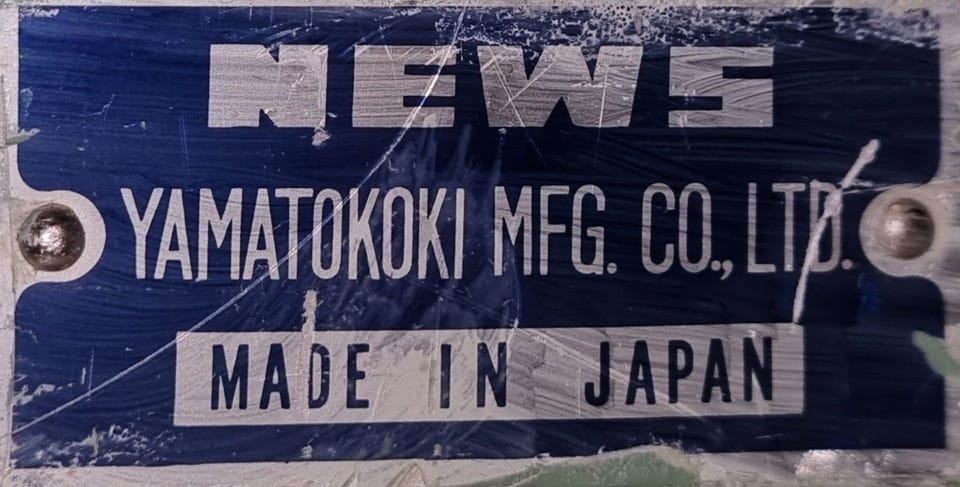 NEWS
YAMATOKOKI MFG. CO., LTD.
MADE IN JAPAN